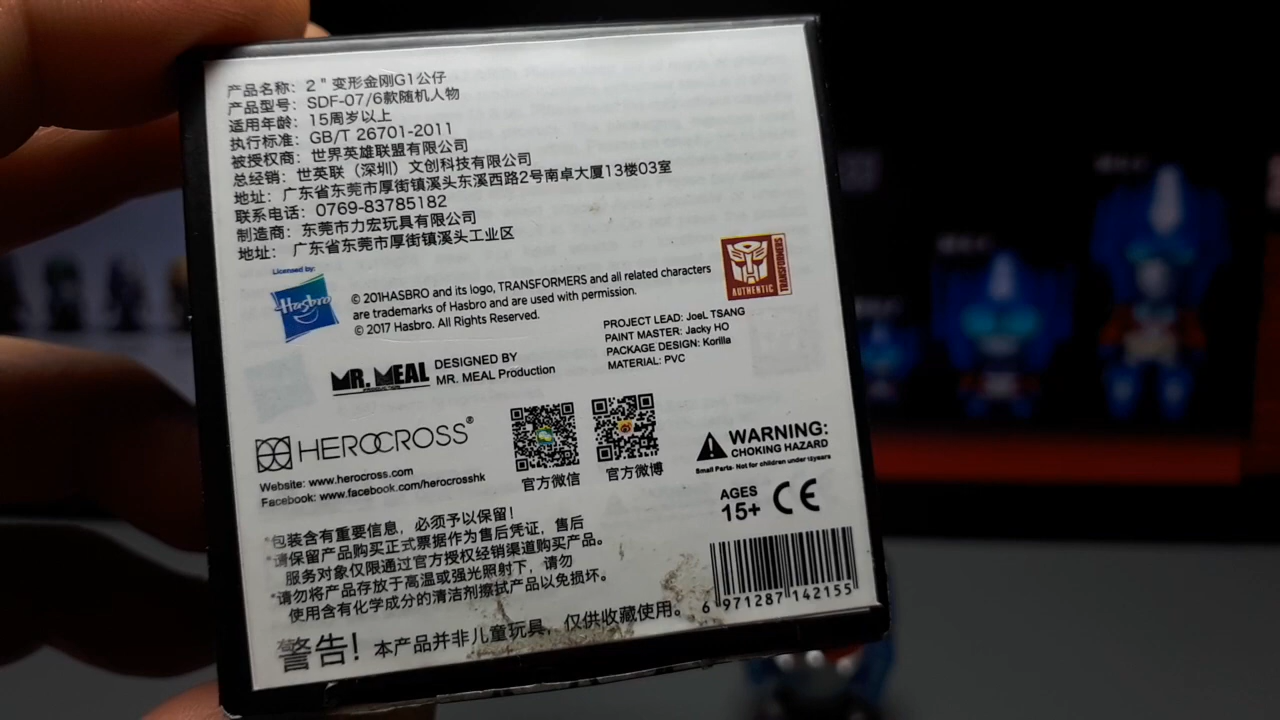 产品名称：2＂变形金刚G1公仔
产品型号：SDF-07/6款随机人物
适用年龄：15周岁以上
执行标准：GB/T 26701-2011
被授权商：世界英雄联盟有限公司
总经销：世英联（深圳）文创科技有限公司
地址：广东省东莞市厚街镇溪头东溪西路2号南卓大厦13楼03室
联系电话：0769-83785182
制造商：东莞市力宏玩具有限公司
地址：广东省东莞市厚街镇溪头工业区
Licensed by:
Hasbro
© 201HASBRO and its logo, TRANSFORMERS and all related characters
are trademarks of Hasbro and are used with permission.
© 2017 Hasbro. All Rights Reserved.
AUTHENTIC
TRANSFORMERS
PROJECT LEAD: JoeL TSANG
PAINT MASTER: Jacky HO
PACKAGE DESIGN: Korilla
MATERIAL: PVC
MR. MEAL
DESIGNED BY
MR. MEAL Production
HEROCROSS®
Website: www.herocross.com
Facebook: www.facebook.com/herocrosshk
官方微信
官方微博
WARNING:
CHOKING HAZARD
Small Parts- Not for children under 12years
AGES
15+
CE
*包装含有重要信息，必须予以保留！
*请保留产品购买正式票据作为售后凭证，售后
服务对象仅限通过官方授权经销渠道购买产品。
*请勿将产品存放于高温或强光照射下，请勿
使用含有化学成分的清洁剂擦拭产品以免损坏。
警告！本产品并非儿童玩具，仅供收藏使用。
6 971287 142155